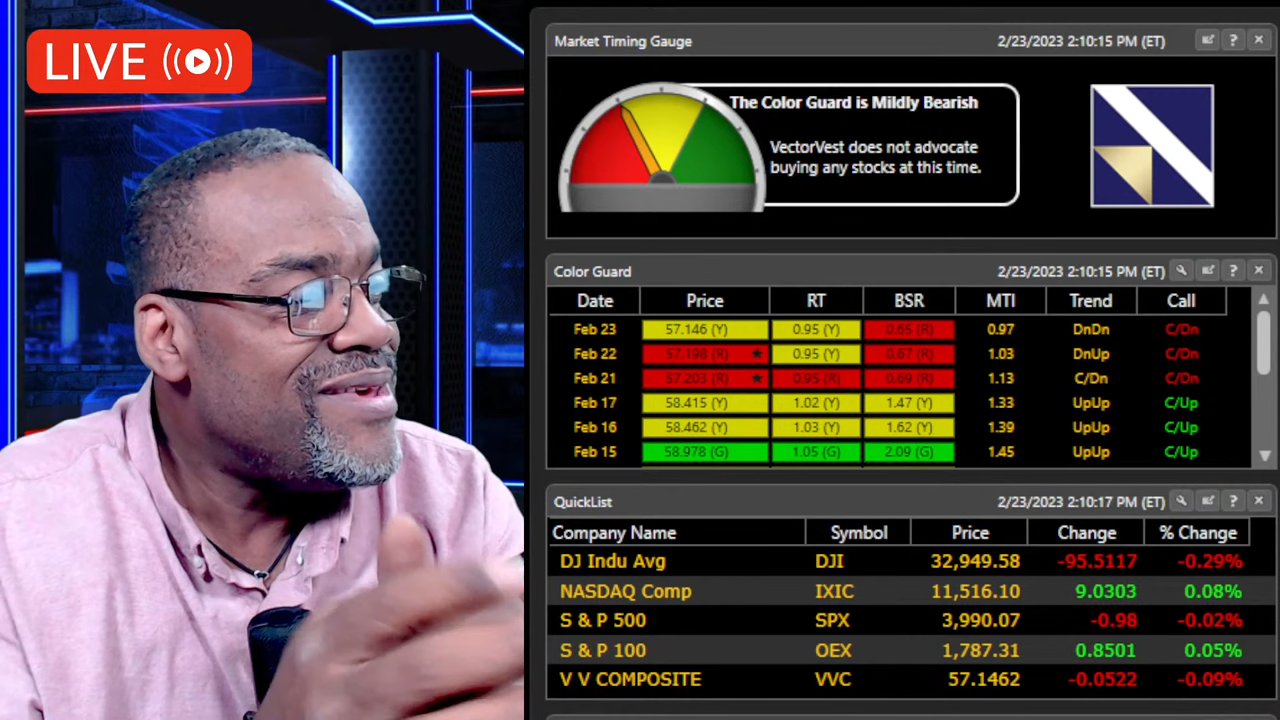 LIVE
Market Timing Gauge 2/23/2023 2:10:15 PM (ET) ? ×
The Color Guard is Mildly Bearish
VectorVest does not advocate
buying any stocks at this time.
Color Guard 2/23/2023 2:10:15 PM (ET) ? ×
Date Price RT BSR MTI Trend Call
Feb 23 57.146 (Y) 0.95 (Y) 0.65 (R) 0.97 DnDn C/Dn
Feb 22 57.198 (R) ★ 0.95 (Y) 0.67 (R) 1.03 DnUp C/Dn
Feb 21 57.203 (R) ★ 0.95 (R) 0.69 (R) 1.13 C/Dn C/Dn
Feb 17 58.415 (Y) 1.02 (Y) 1.47 (Y) 1.33 UpUp C/Up
Feb 16 58.462 (Y) 1.03 (Y) 1.62 (Y) 1.39 UpUp C/Up
Feb 15 58.978 (G) 1.05 (G) 2.09 (G) 1.45 UpUp C/Up
QuickList 2/23/2023 2:10:17 PM (ET) ? ×
Company Name Symbol Price Change % Change
DJ Indu Avg DJI 32,949.58 -95.5117 -0.29%
NASDAQ Comp IXIC 11,516.10 9.0303 0.08%
S & P 500 SPX 3,990.07 -0.98 -0.02%
S & P 100 OEX 1,787.31 0.8501 0.05%
V V COMPOSITE VVC 57.1462 -0.0522 -0.09%